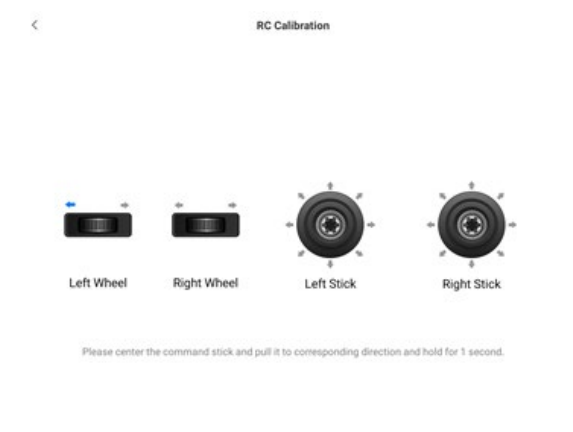 RC Calibration
Left Wheel
Right Wheel
Left Stick
Right Stick
Please center the command stick and pull it to corresponding direction and hold for 1 second.